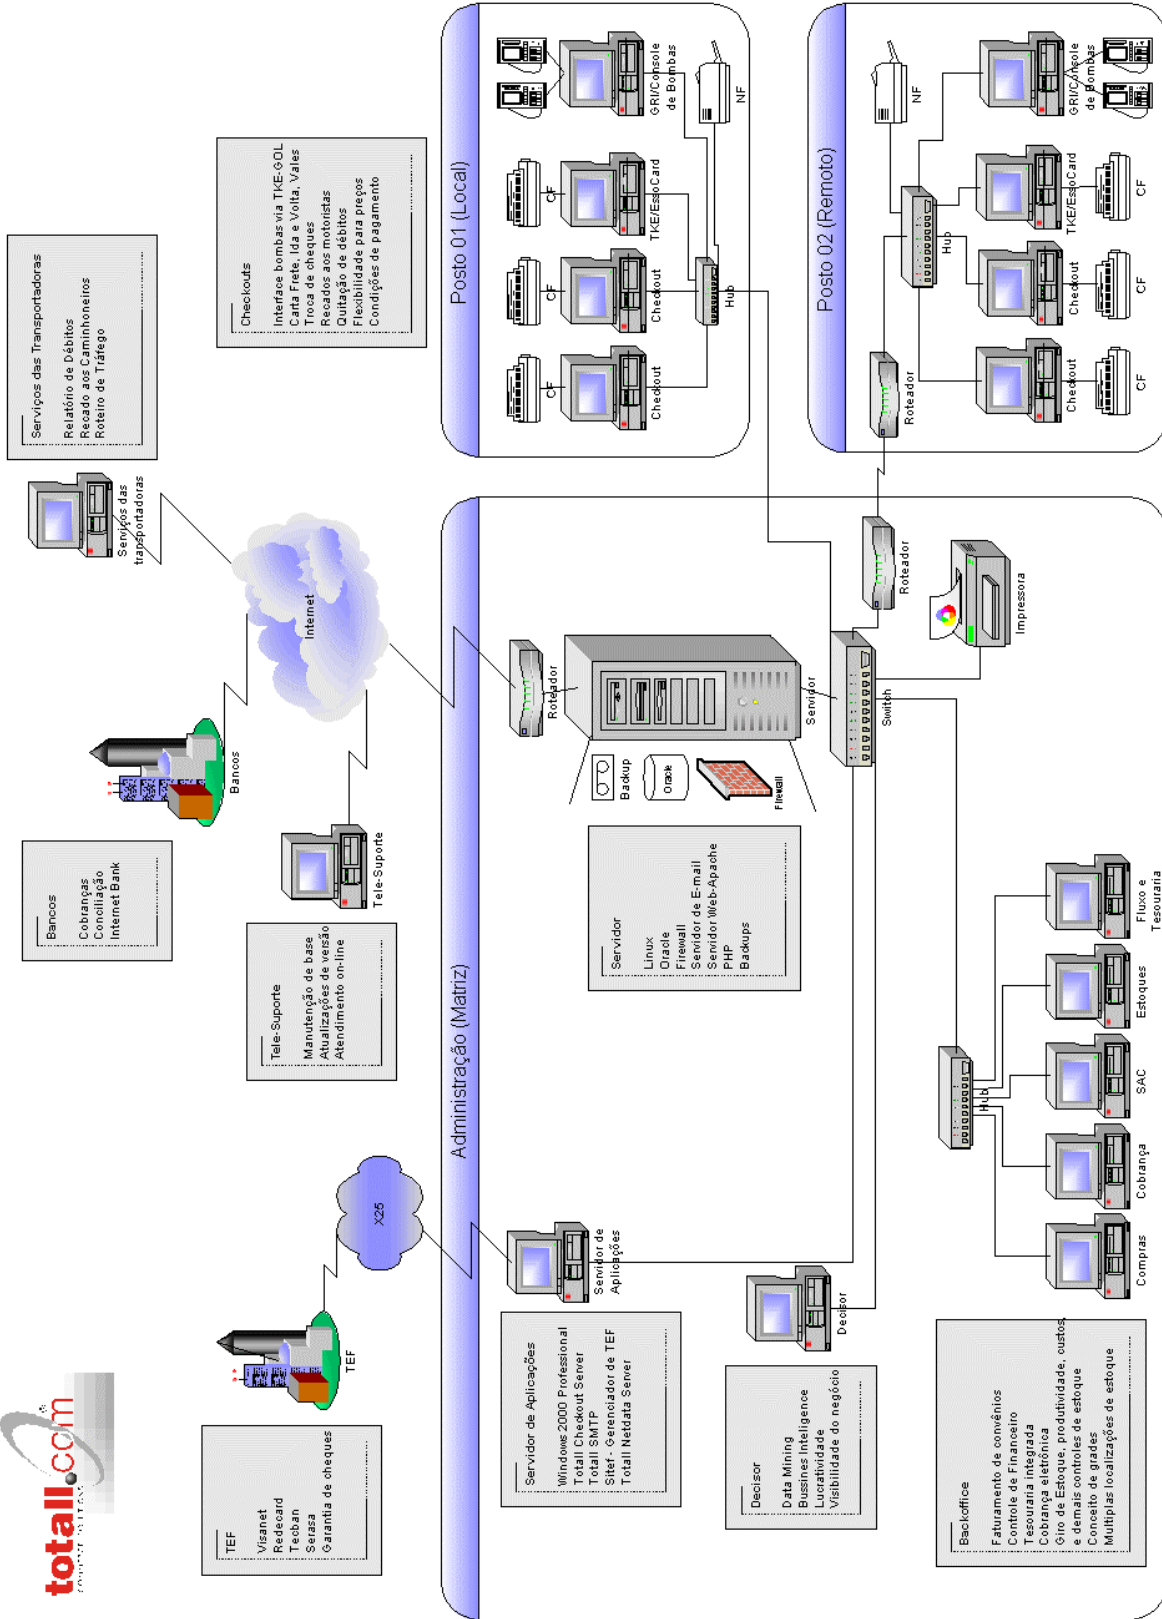 totall.com
TEF
Visanet
Redecard
Tecban
Serasa
Garantia de cheques
TEF
X25
Tele-Suporte
Manutenção de base
Atualizações de versão
Atendimento on-line
Tele-Suporte
Bancos
Cobranças
Conciliação
Internet Bank
Bancos
Internet
Serviços das Transportadoras
Relatório de Débitos
Recado aos Caminhoneiros
Roteiro de Tráfego
Serviços das
transportadoras
Checkouts
Interface bombas via TKE-GOL
Carta Frete, Ida e Volta, Vales
Troca de cheques
Recados aos motoristas
Quitação de débitos
Flexibilidade para preços
Condições de pagamento
Administração (Matriz)
Servidor de Aplicações
Windows 2000 Professional
Totall Checkout Server
Totall SMTP
Sitef - Gerenciador de TEF
Totall Netdata Server
Servidor de
Aplicações
Servidor
Linux
Oracle
Firewall
Servidor de E-mail
Servidor Web-Apache
PHP
Backups
Backup
Oracle
Firewall
Roteador
Servidor
Switch
Roteador
Impressora
Decisor
Data Mining
Bussines Inteligence
Lucratividade
Visibilidade do negócio
Decisor
Backoffice
Faturamento de convênios
Controle de Financeiro
Tesouraria integrada
Cobrança eletrônica
Giro de Estoque, produtividade, custos,
e demais controles de estoque
Conceito de grades
Multiplas localizações de estoque
Hub
Compras
Cobrança
SAC
Estoques
Fluxo e
Tesouraria
Posto 01 (Local)
CF
CF
CF
Checkout
Checkout
TKE/EssoCard
GRI/Console
de Bombas
Hub
NF
Posto 02 (Remoto)
Roteador
Hub
NF
Checkout
Checkout
TKE/EssoCard
GRI/Console
de Bombas
CF
CF
CF